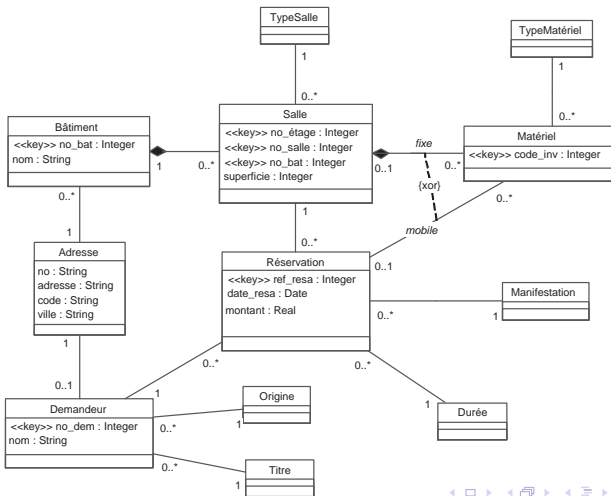 TypeSalle
TypeMatériel
1
1
0..*
0..*
Bâtiment
<<key>> no_bat : Integer
nom : String
1
0..*
Salle
<<key>> no_étage : Integer
<<key>> no_salle : Integer
<<key>> no_bat : Integer
superficie : Integer
fixe
0..1
0..*
Matériel
<<key>> code_inv : Integer
{xor}
0..*
mobile
0..*
1
1
0..*
0..1
Adresse
no : String
adresse : String
code : String
ville : String
Réservation
<<key>> ref_resa : Integer
date_resa : Date
montant : Real
Manifestation
0..*
1
1
0..1
0..*
1
0..*
1
Demandeur
<<key>> no_dem : Integer
nom : String
0..*
0..*
Origine
1
Durée
Titre
1